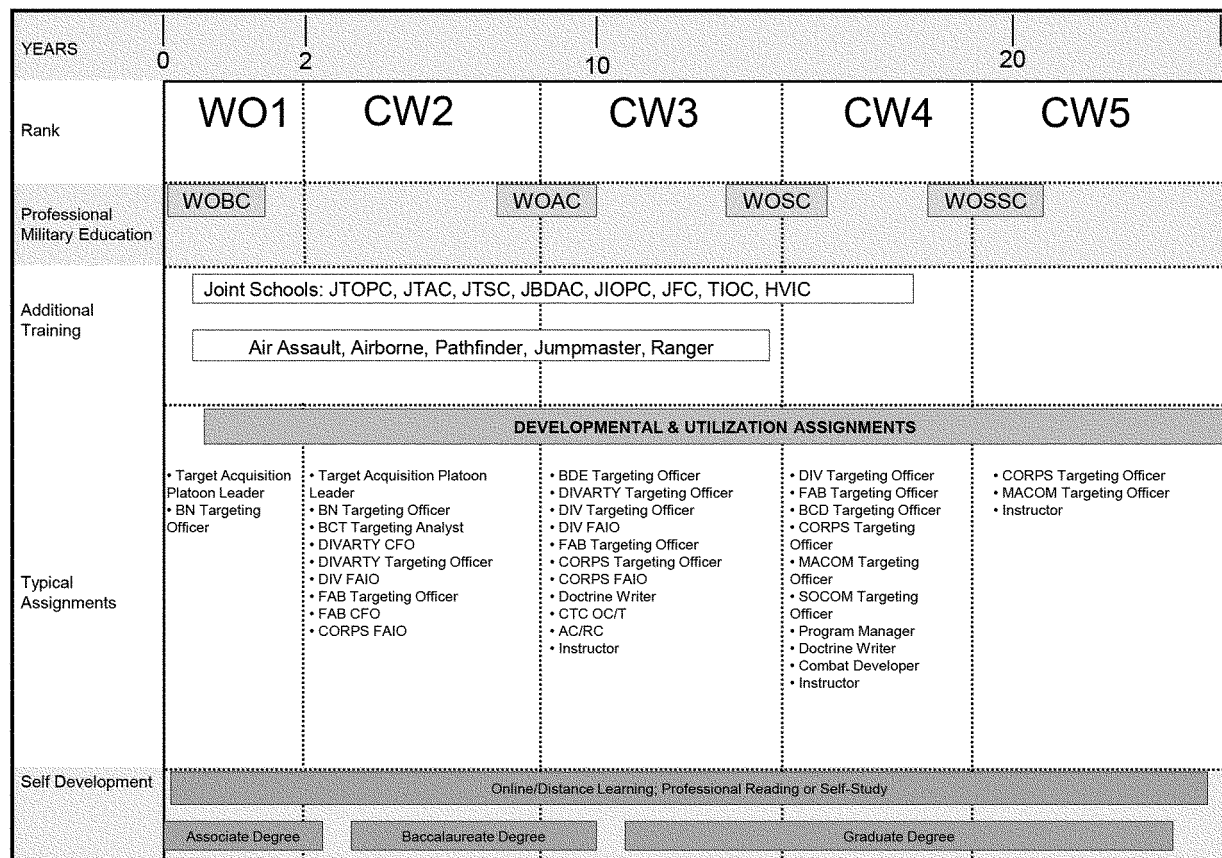 YEARS
0 2 10 20
Rank
WO1 CW2 CW3 CW4 CW5
Professional
Military Education
WOBC WOAC WOSC WOSSC
Additional
Training
Joint Schools: JTOPC, JTAC, JTSC, JBDAC, JIOPC, JFC, TIOC, HVIC
Air Assault, Airborne, Pathfinder, Jumpmaster, Ranger
Typical
Assignments
DEVELOPMENTAL & UTILIZATION ASSIGNMENTS
• Target Acquisition
Platoon Leader
• BN Targeting
Officer
• Target Acquisition Platoon
Leader
• BN Targeting Officer
• BCT Targeting Analyst
• DIVARTY CFO
• DIVARTY Targeting Officer
• DIV FAIO
• FAB Targeting Officer
• FAB CFO
• CORPS FAIO
• BDE Targeting Officer
• DIVARTY Targeting Officer
• DIV Targeting Officer
• DIV FAIO
• FAB Targeting Officer
• CORPS Targeting Officer
• CORPS FAIO
• Doctrine Writer
• CTC OC/T
• AC/RC
• Instructor
• DIV Targeting Officer
• FAB Targeting Officer
• BCD Targeting Officer
• CORPS Targeting
Officer
• MACOM Targeting
Officer
• SOCOM Targeting
Officer
• Program Manager
• Doctrine Writer
• Combat Developer
• Instructor
• CORPS Targeting Officer
• MACOM Targeting Officer
• Instructor
Self Development
Online/Distance Learning; Professional Reading or Self-Study
Associate Degree Baccalaureate Degree Graduate Degree